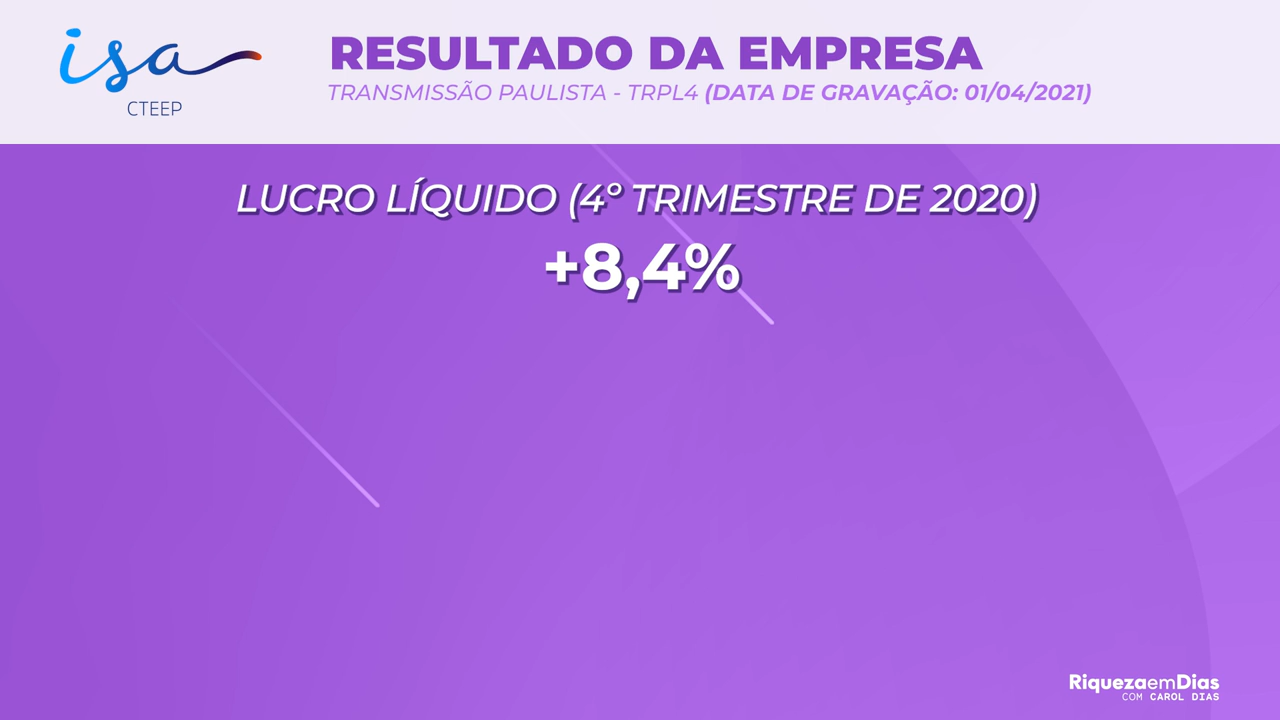 isa
CTEEP
RESULTADO DA EMPRESA
TRANSMISSÃO PAULISTA - TRPL4 (DATA DE GRAVAÇÃO: 01/04/2021)
LUCRO LÍQUIDO (4º TRIMESTRE DE 2020)
+8,4%
RiquezaemDias
COM CAROL DIAS